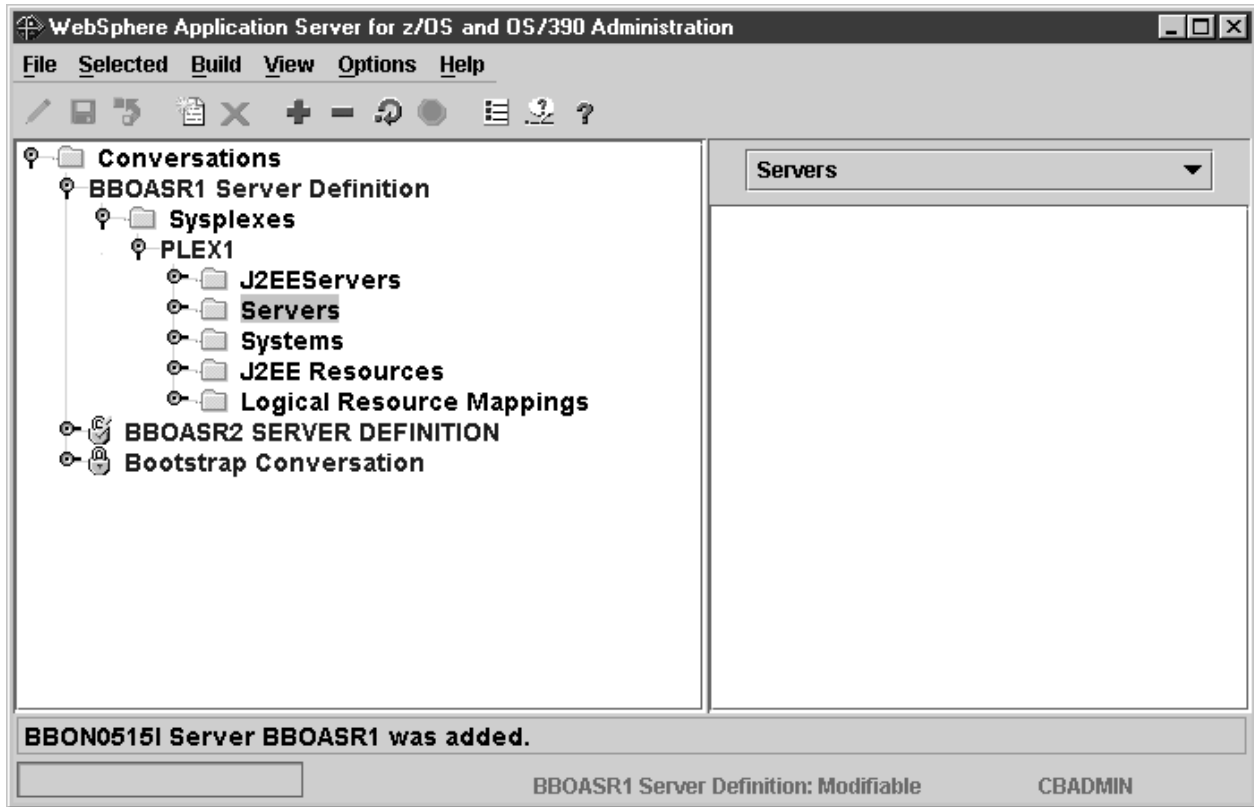 WebSphere Application Server for z/OS and OS/390 Administration
File Selected Build View Options Help
Conversations
BBOASR1 Server Definition
Sysplexes
PLEX1
J2EEServers
Servers
Systems
J2EE Resources
Logical Resource Mappings
BBOASR2 SERVER DEFINITION
Bootstrap Conversation
Servers
BBON0515I Server BBOASR1 was added.
BBOASR1 Server Definition: Modifiable CBADMIN